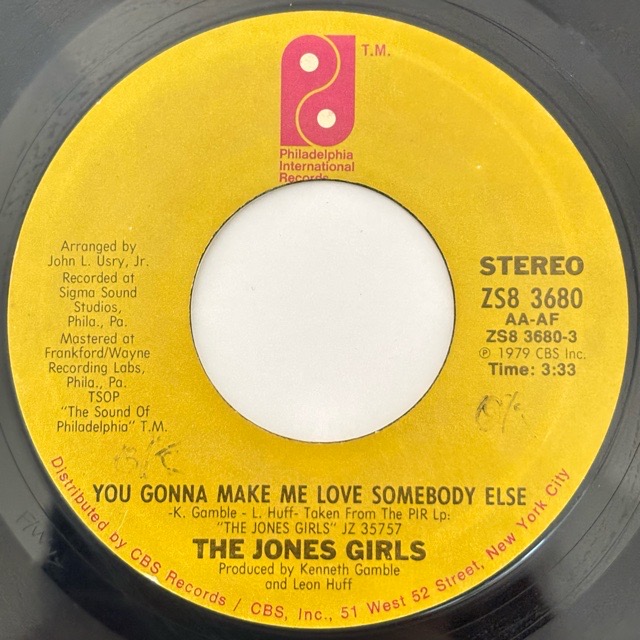 T.M.
Philadelphia
International
Records
Arranged by
John L. Usry, Jr.
Recorded at
Sigma Sound
Studios,
Phila., Pa.
Mastered at
Frankford/Wayne
Recording Labs,
Phila., Pa.
TSOP
"The Sound Of
Philadelphia" T.M.
STEREO
ZS8 3680
AA-AF
ZS8 3680-3
℗ 1979 CBS Inc.
Time: 3:33
YOU GONNA MAKE ME LOVE SOMEBODY ELSE
-K. Gamble - L. Huff- Taken From The PIR Lp:
"THE JONES GIRLS" JZ 35757
THE JONES GIRLS
Produced by Kenneth Gamble
and Leon Huff
Distributed by CBS Records / CBS, Inc., 51 West 52 Street, New York City